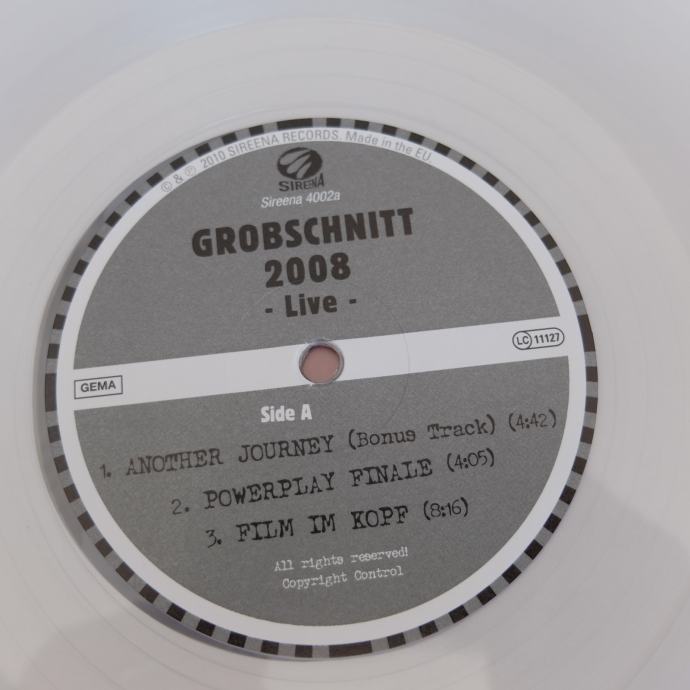 © & ℗ 2010 SIREENA RECORDS. Made in the EU
SIREENA
Sireena 4002a
GROBSCHNITT
2008
- Live -
LC 11127
GEMA
Side A
1. ANOTHER JOURNEY (Bonus Track) (4:42)
2. POWERPLAY FINALE (4:05)
3. FILM IM KOPF (8:16)
All rights reserved!
Copyright Control